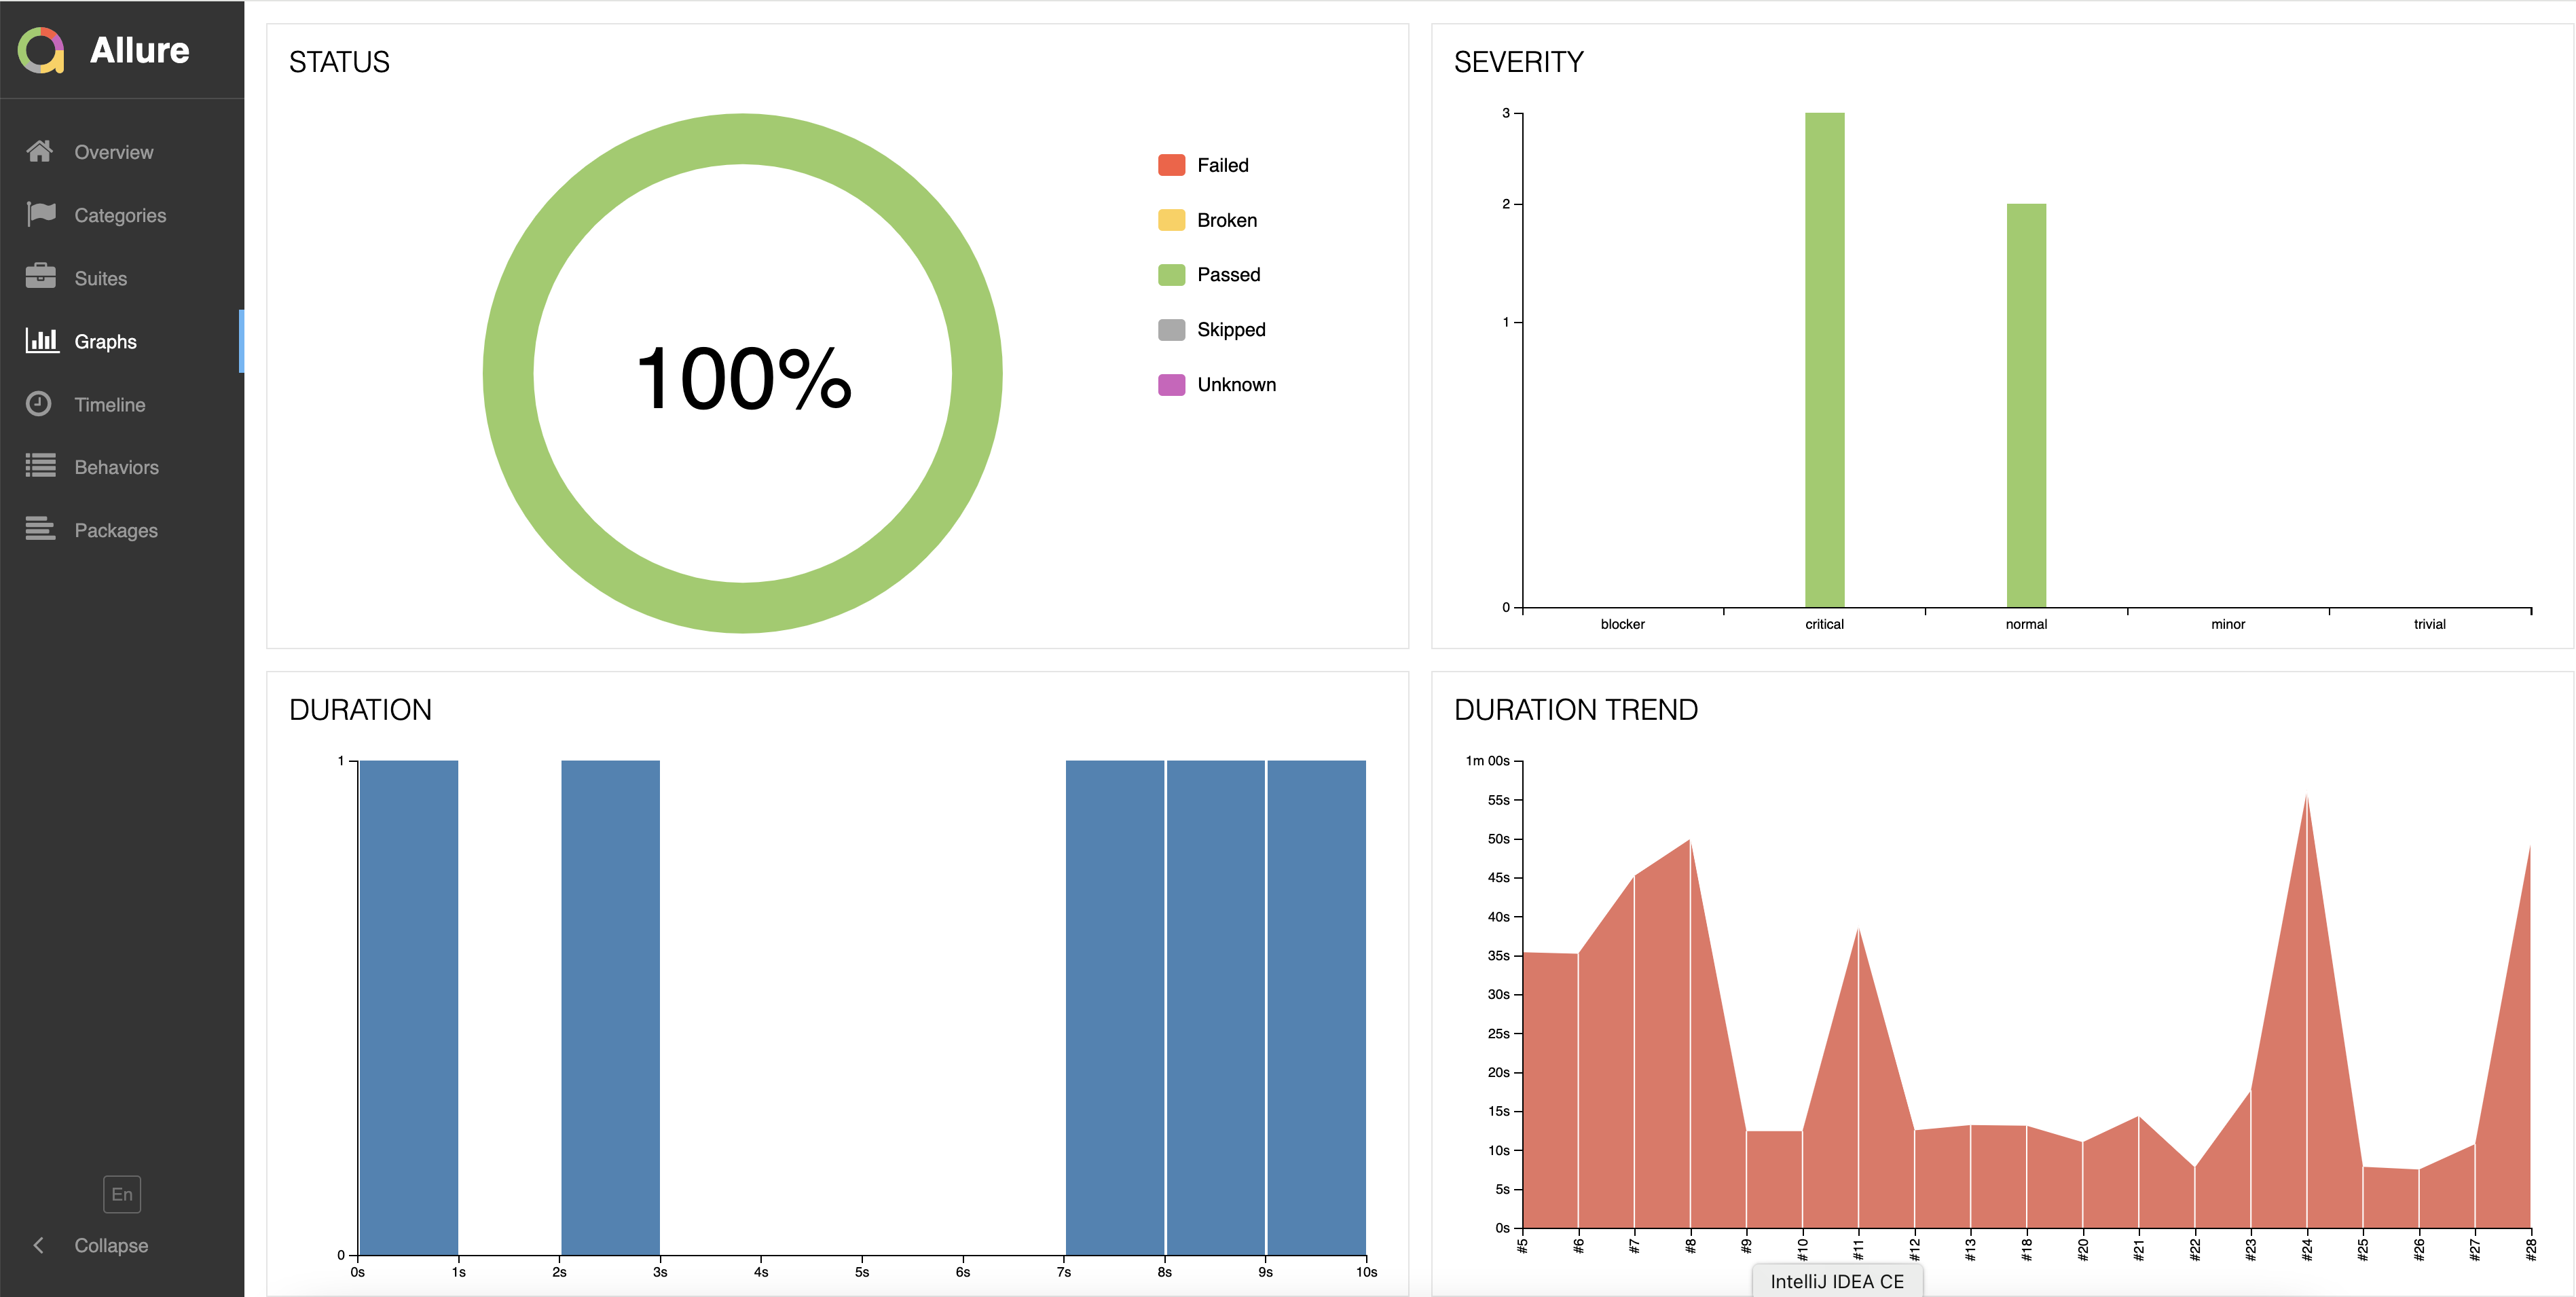 Allure
Overview
Categories
Suites
Graphs
Timeline
Behaviors
Packages
En
Collapse
STATUS
100%
Failed
Broken
Passed
Skipped
Unknown
SEVERITY
3
2
1
0
blocker critical normal minor trivial
DURATION
1
0
0s 1s 2s 3s 4s 5s 6s 7s 8s 9s 10s
DURATION TREND
1m 00s
55s
50s
45s
40s
35s
30s
25s
20s
15s
10s
5s
0s
#5 #6 #7 #8 #9 #10 #11 #12 #13 #18 #20 #21 #22 #23 #24 #25 #26 #27 #28
IntelliJ IDEA CE